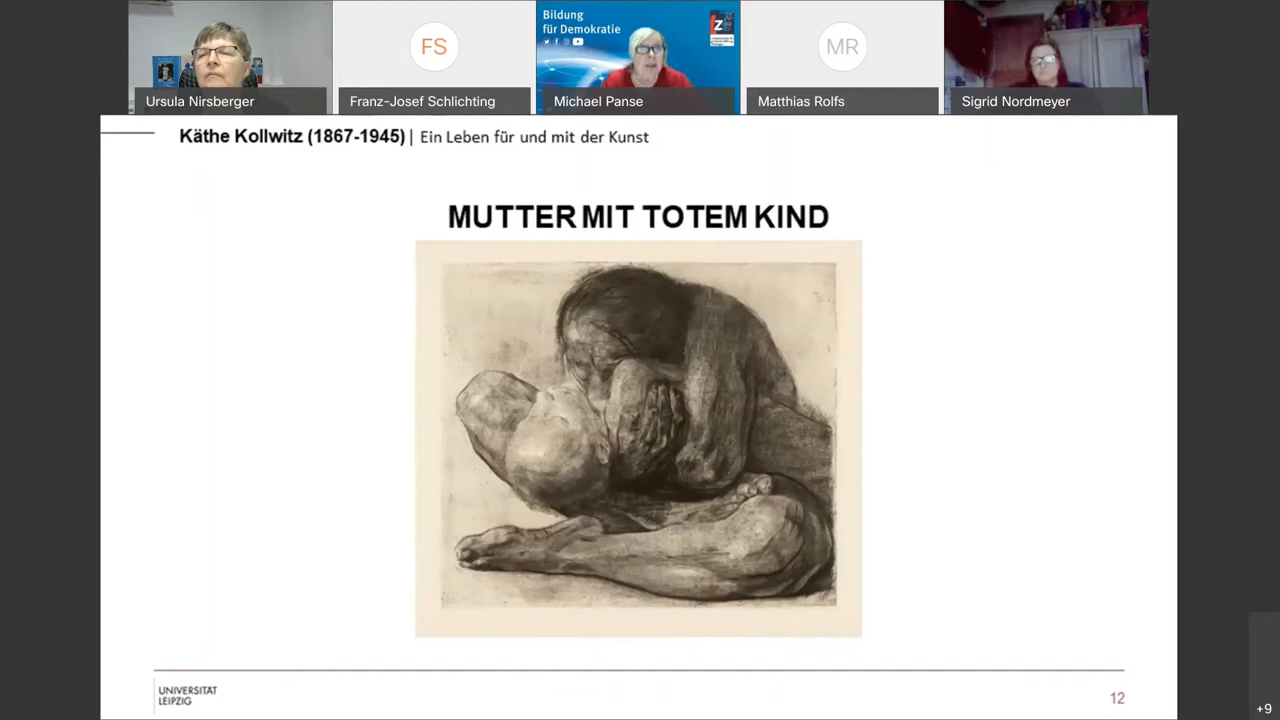 Bildung
für Demokratie
Z
Ursula Nirsberger
FS
Franz-Josef Schlichting
Michael Panse
MR
Matthias Rolfs
Sigrid Nordmeyer
Käthe Kollwitz (1867-1945) | Ein Leben für und mit der Kunst
MUTTER MIT TOTEM KIND
UNIVERSITÄT
LEIPZIG
12
+9